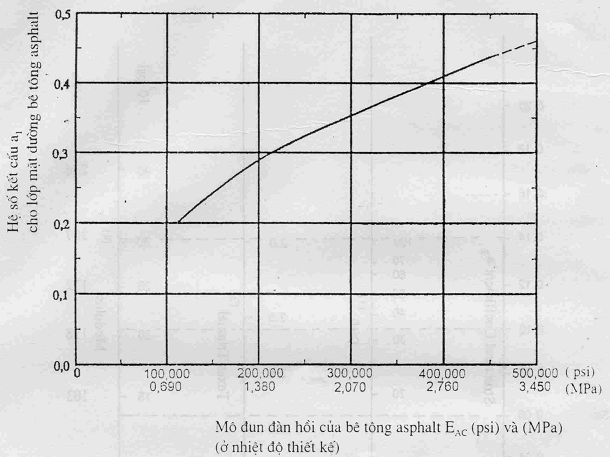 Hệ số kết cấu a₁
cho lớp mặt đường bê tông asphalt
0,5
0,4
0,3
0,2
0,1
0,0
0 100,000 200,000 300,000 400,000 500,000 (psi)
0,690 1,380 2,070 2,760 3,450 (MPa)
Mô đun đàn hồi của bê tông asphalt E_AC (psi) và (MPa)
(ở nhiệt độ thiết kế)